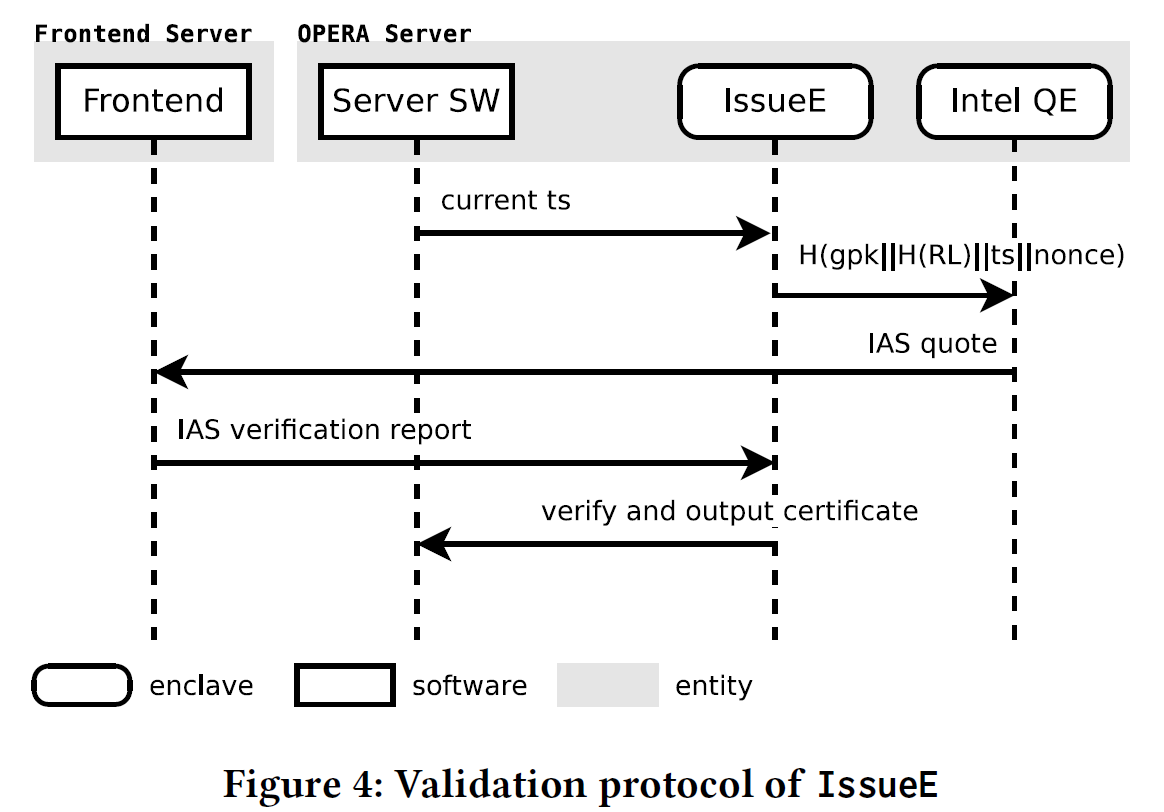 Frontend Server
OPERA Server
Frontend
Server SW
IssueE
Intel QE
current ts
H(gpk||H(RL)||ts||nonce)
IAS quote
IAS verification report
verify and output certificate
enclave
software
entity
Figure 4: Validation protocol of IssueE